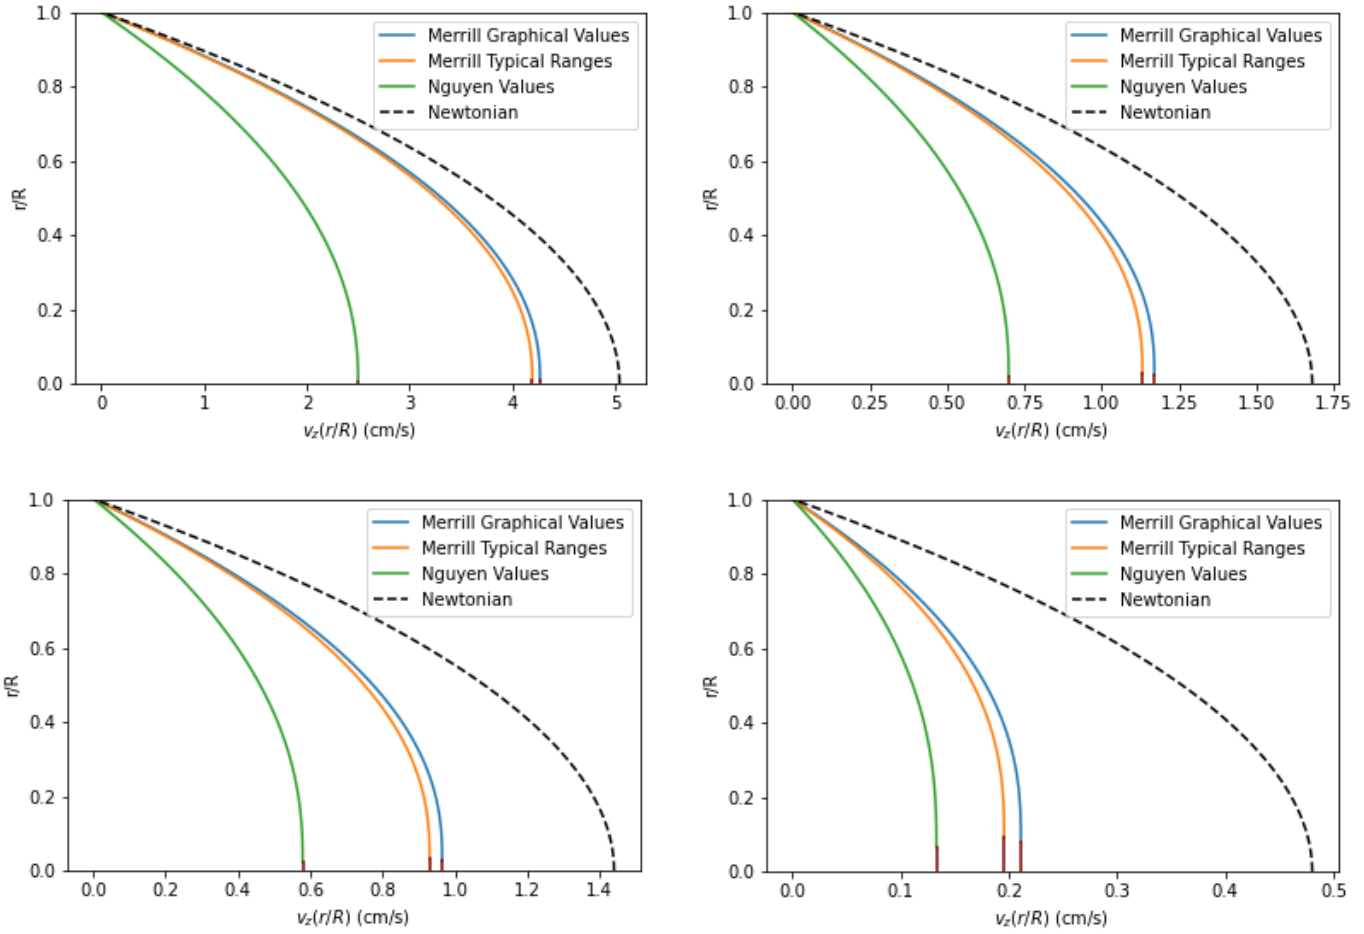 1.0
0.8
0.6
0.4
0.2
0.0
r/R
0 1 2 3 4 5
v_z(r/R) (cm/s)
Merrill Graphical Values
Merrill Typical Ranges
Nguyen Values
Newtonian
1.0
0.8
0.6
0.4
0.2
0.0
r/R
0.00 0.25 0.50 0.75 1.00 1.25 1.50 1.75
v_z(r/R) (cm/s)
Merrill Graphical Values
Merrill Typical Ranges
Nguyen Values
Newtonian
1.0
0.8
0.6
0.4
0.2
0.0
r/R
0.0 0.2 0.4 0.6 0.8 1.0 1.2 1.4
v_z(r/R) (cm/s)
Merrill Graphical Values
Merrill Typical Ranges
Nguyen Values
Newtonian
1.0
0.8
0.6
0.4
0.2
0.0
r/R
0.0 0.1 0.2 0.3 0.4 0.5
v_z(r/R) (cm/s)
Merrill Graphical Values
Merrill Typical Ranges
Nguyen Values
Newtonian